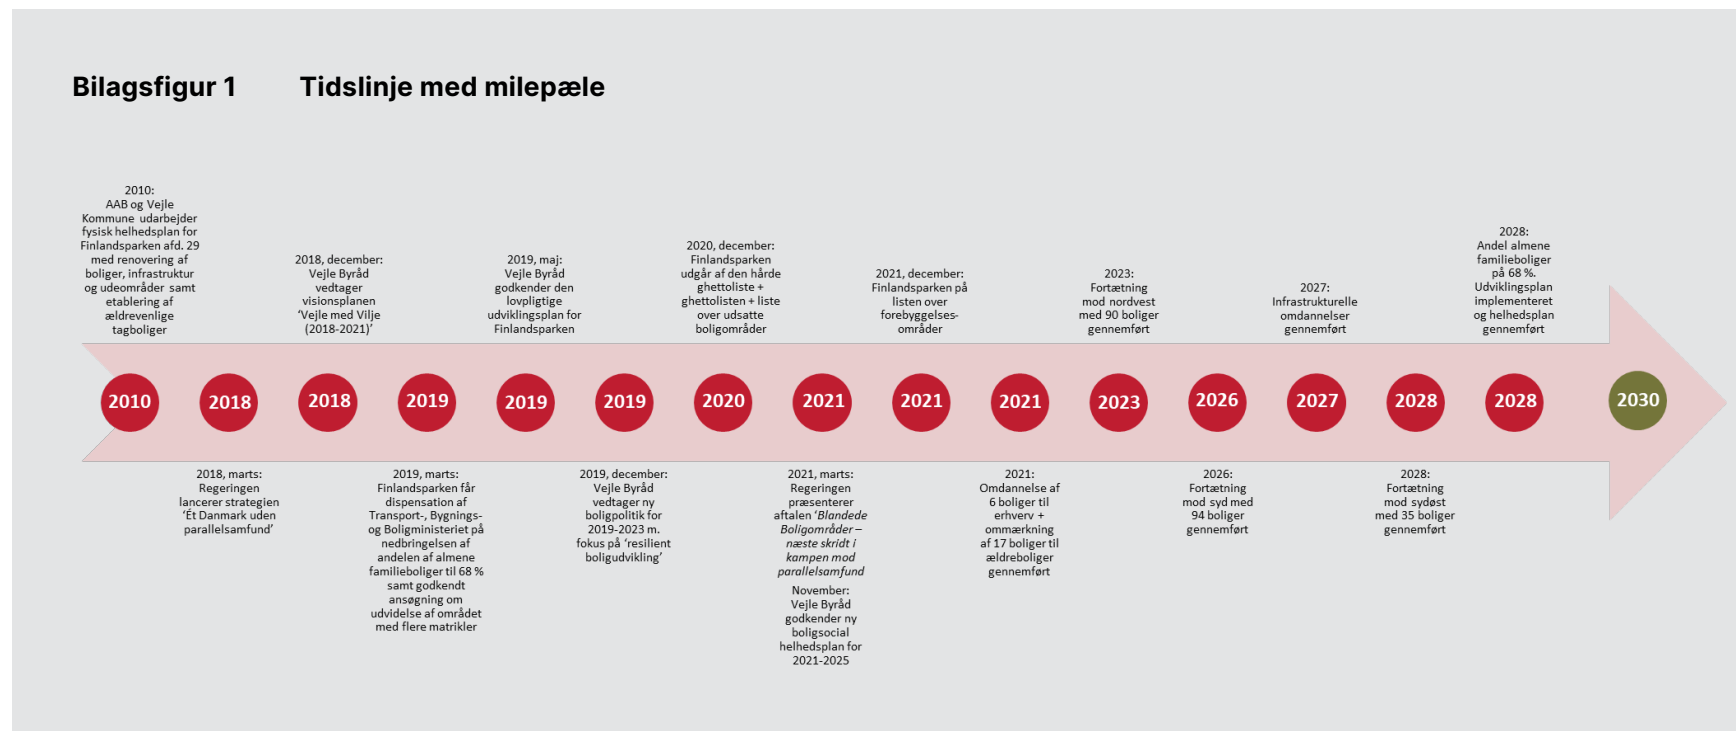 Bilagsfigur 1 Tidslinje med milepæle
2010:
AAB og Vejle
Kommune udarbejder
fysisk helhedsplan for
Finlandsparken afd. 29
med renovering af
boliger, infrastruktur
og udeområder samt
etablering af
ældrevenlige
tagboliger
2018, december:
Vejle Byråd
vedtager
visionsplanen
‘Vejle med Vilje
(2018-2021)’
2019, maj:
Vejle Byråd
godkender den
lovpligtige
udviklingsplan for
Finlandsparken
2020, december:
Finlandsparken
udgår af den hårde
ghettoliste +
ghettolisten + liste
over udsatte
boligområder
2021, december:
Finlandsparken på
listen over
forebyggelses-
områder
2023:
Fortætning
mod nordvest
med 90 boliger
gennemført
2027:
Infrastrukturelle
omdannelser
gennemført
2028:
Andel almene
familieboliger
på 68 %.
Udviklingsplan
implementeret
og helhedsplan
gennemført
2010 2018 2018 2019 2019 2019 2020 2021 2021 2021 2023 2026 2027 2028 2028 2030
2018, marts:
Regeringen
lancerer strategien
‘Ét Danmark uden
parallelsamfund’
2019, marts:
Finlandsparken får
dispensation af
Transport-, Bygnings-
og Boligministeriet på
nedbringelsen af
andelen af almene
familieboliger til 68 %
samt godkendt
ansøgning om
udvidelse af området
med flere matrikler
2019, december:
Vejle Byråd
vedtager ny
boligpolitik for
2019-2023 m.
fokus på ‘resilient
boligudvikling’
2021, marts:
Regeringen
præsenterer
aftalen ‘Blandede
Boligområder –
næste skridt i
kampen mod
parallelsamfund
November:
Vejle Byråd
godkender ny
boligsocial
helhedsplan for
2021-2025
2021:
Omdannelse af
6 boliger til
erhverv +
ommærkning
af 17 boliger til
ældreboliger
gennemført
2026:
Fortætning
mod syd med
94 boliger
gennemført
2028:
Fortætning
mod sydøst
med 35 boliger
gennemført